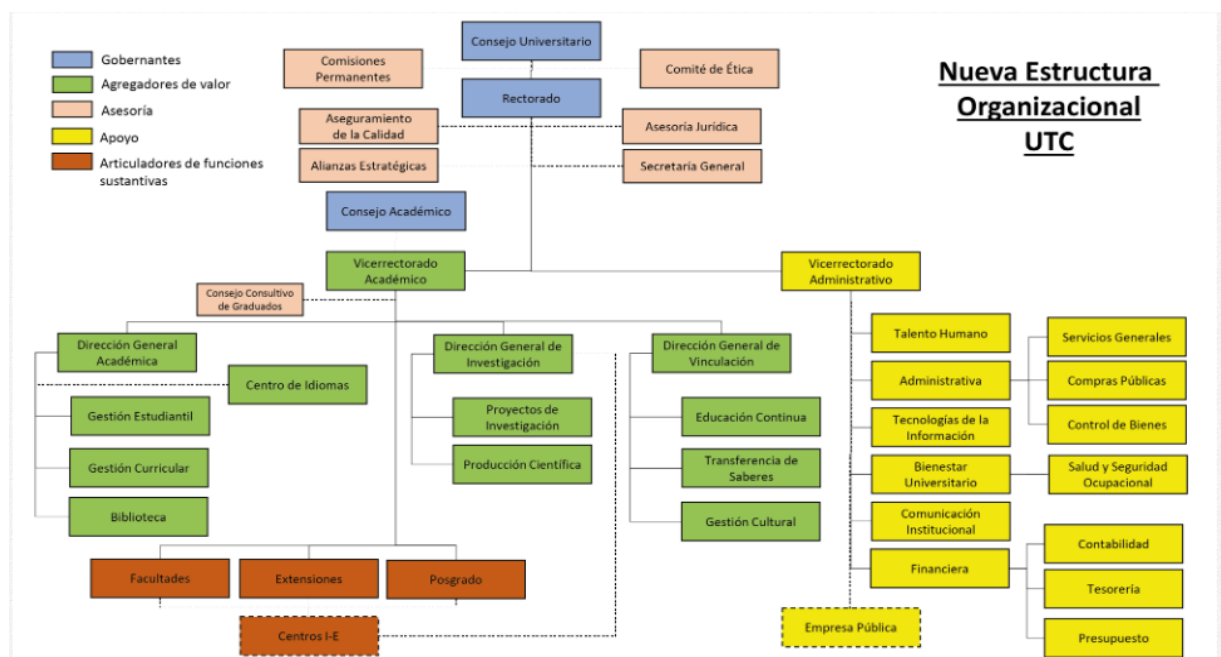 Nueva Estructura
Organizacional
UTC
Gobernantes
Agregadores de valor
Asesoría
Apoyo
Articuladores de funciones
sustantivas
Consejo Universitario
Comisiones
Permanentes
Comité de Ética
Rectorado
Aseguramiento
de la Calidad
Asesoría Jurídica
Alianzas Estratégicas
Secretaría General
Consejo Académico
Vicerrectorado
Académico
Vicerrectorado
Administrativo
Consejo Consultivo
de Graduados
Dirección General
Académica
Centro de Idiomas
Gestión Estudiantil
Gestión Curricular
Biblioteca
Dirección General de
Investigación
Proyectos de
Investigación
Producción Científica
Dirección General de
Vinculación
Educación Continua
Transferencia de
Saberes
Gestión Cultural
Facultades
Extensiones
Posgrado
Centros I-E
Talento Humano
Administrativa
Servicios Generales
Compras Públicas
Control de Bienes
Tecnologías de la
Información
Bienestar
Universitario
Salud y Seguridad
Ocupacional
Comunicación
Institucional
Financiera
Contabilidad
Tesorería
Presupuesto
Empresa Pública